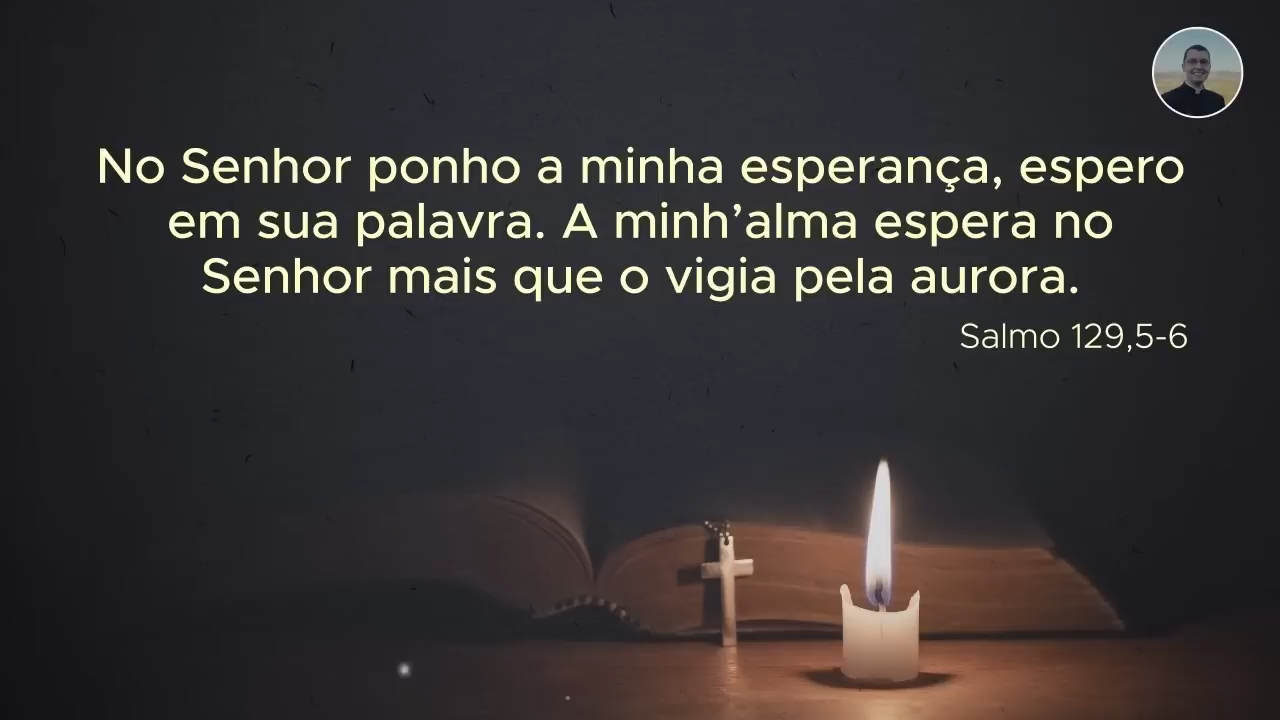 No Senhor ponho a minha esperança, espero
em sua palavra. A minh’alma espera no
Senhor mais que o vigia pela aurora.
Salmo 129,5-6